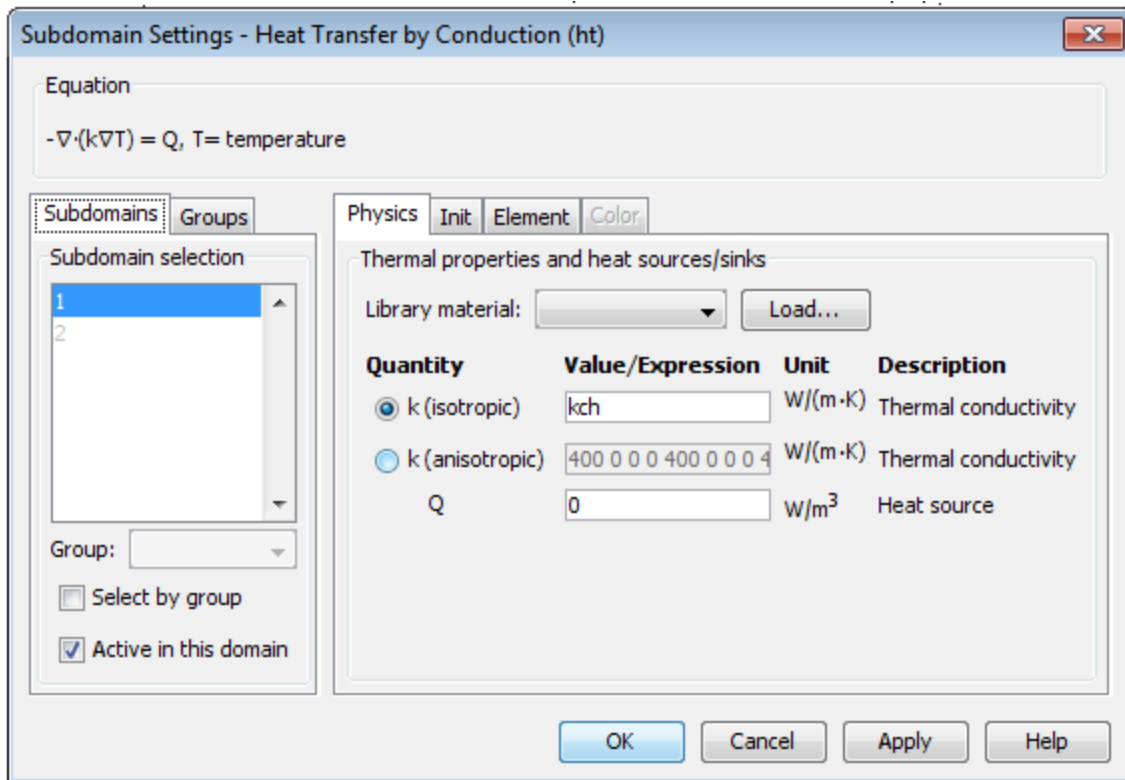 Subdomain Settings - Heat Transfer by Conduction (ht)
Equation
-∇·(k∇T) = Q, T= temperature
Subdomains Groups
Subdomain selection
1
2
Group:
Select by group
Active in this domain
Physics Init Element Color
Thermal properties and heat sources/sinks
Library material: Load...
Quantity Value/Expression Unit Description
k (isotropic) kch W/(m·K) Thermal conductivity
k (anisotropic) 400 0 0 0 400 0 0 0 4 W/(m·K) Thermal conductivity
Q 0 W/m³ Heat source
OK Cancel Apply Help